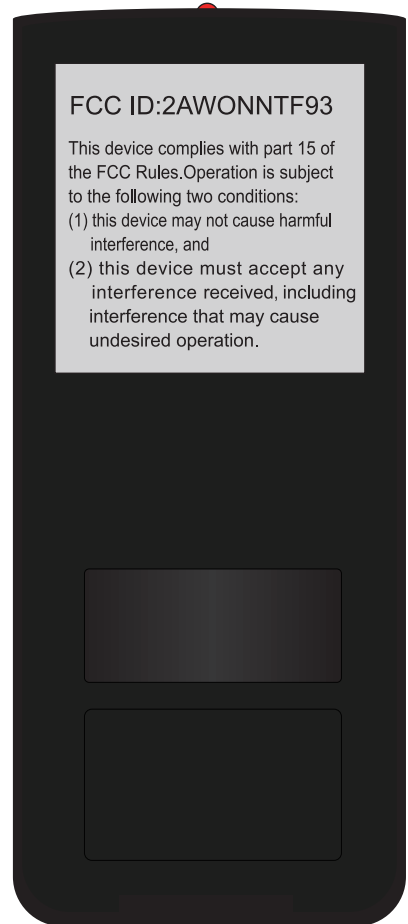 FCC ID:2AWONNTF93
This device complies with part 15 of
the FCC Rules.Operation is subject
to the following two conditions:
(1) this device may not cause harmful
interference, and
(2) this device must accept any
interference received, including
interference that may cause
undesired operation.